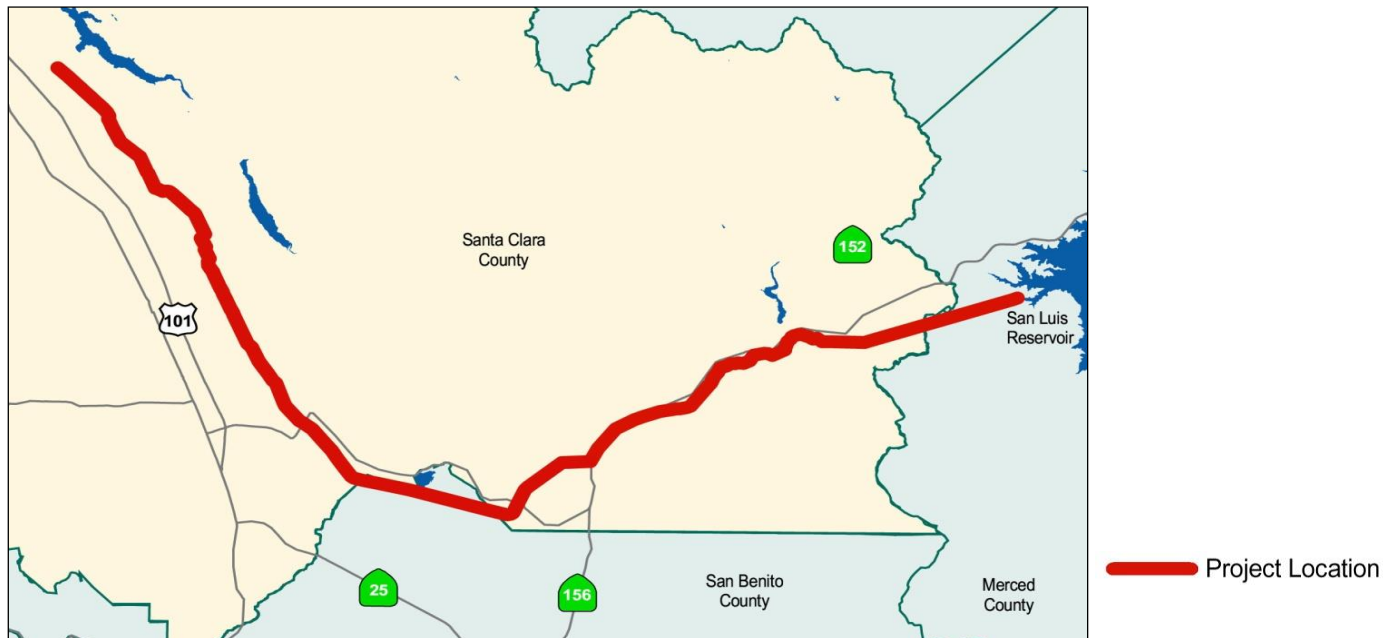 Santa Clara
County
152
101
San Luis
Reservoir
25
156
San Benito
County
Merced
County
Project Location